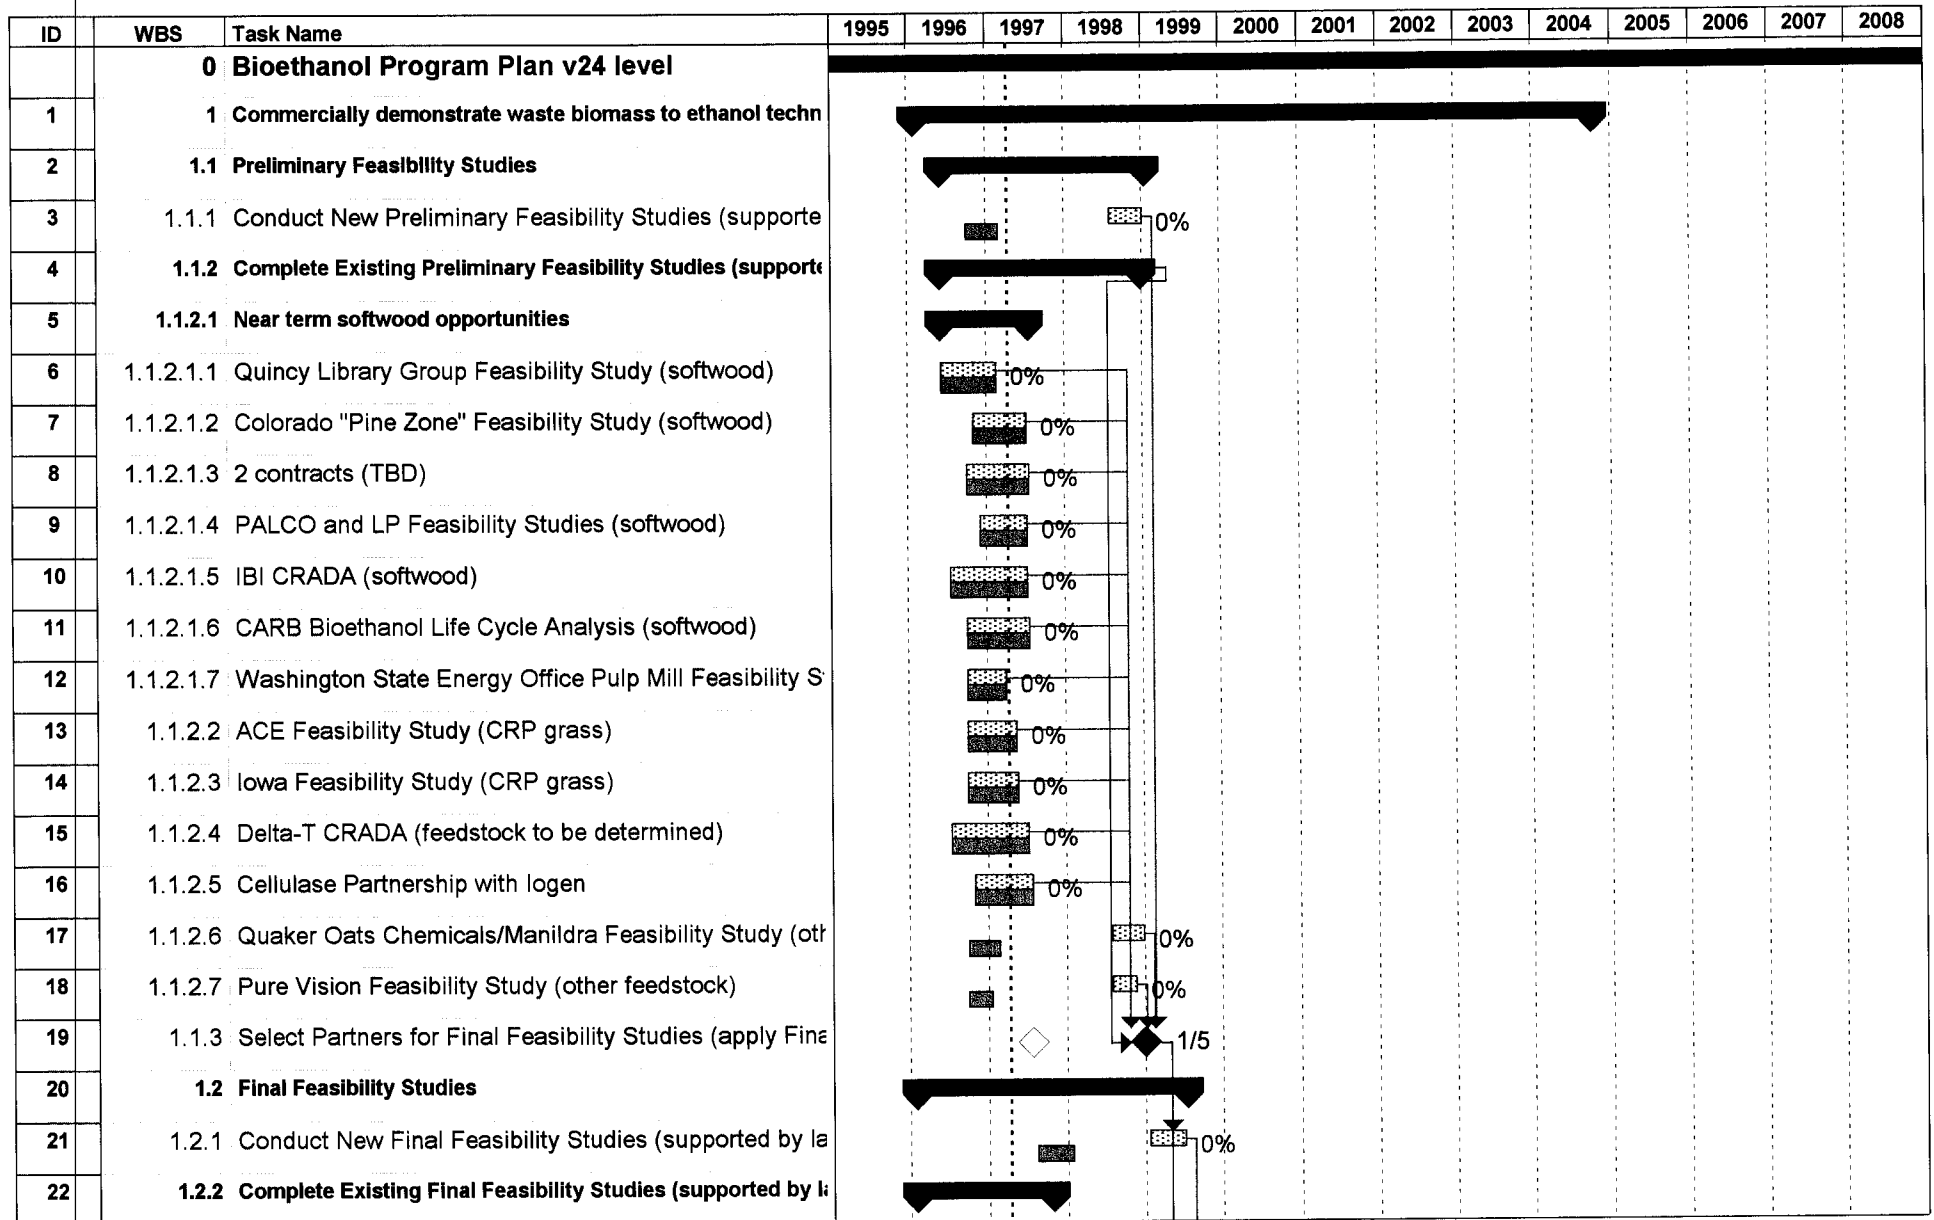 ID WBS Task Name 1995 1996 1997 1998 1999 2000 2001 2002 2003 2004 2005 2006 2007 2008
0 Bioethanol Program Plan v24 level
1 1 Commercially demonstrate waste biomass to ethanol techn
2 1.1 Preliminary Feasibility Studies
3 1.1.1 Conduct New Preliminary Feasibility Studies (supporte 0%
4 1.1.2 Complete Existing Preliminary Feasibility Studies (supporte
5 1.1.2.1 Near term softwood opportunities
6 1.1.2.1.1 Quincy Library Group Feasibility Study (softwood) 0%
7 1.1.2.1.2 Colorado "Pine Zone" Feasibility Study (softwood) 0%
8 1.1.2.1.3 2 contracts (TBD) 0%
9 1.1.2.1.4 PALCO and LP Feasibility Studies (softwood) 0%
10 1.1.2.1.5 IBI CRADA (softwood) 0%
11 1.1.2.1.6 CARB Bioethanol Life Cycle Analysis (softwood) 0%
12 1.1.2.1.7 Washington State Energy Office Pulp Mill Feasibility S 0%
13 1.1.2.2 ACE Feasibility Study (CRP grass) 0%
14 1.1.2.3 Iowa Feasibility Study (CRP grass) 0%
15 1.1.2.4 Delta-T CRADA (feedstock to be determined) 0%
16 1.1.2.5 Cellulase Partnership with Iogen 0%
17 1.1.2.6 Quaker Oats Chemicals/Manildra Feasibility Study (oth 0%
18 1.1.2.7 Pure Vision Feasibility Study (other feedstock) 0%
19 1.1.3 Select Partners for Final Feasibility Studies (apply Fina 1/5
20 1.2 Final Feasibility Studies
21 1.2.1 Conduct New Final Feasibility Studies (supported by la 0%
22 1.2.2 Complete Existing Final Feasibility Studies (supported by la